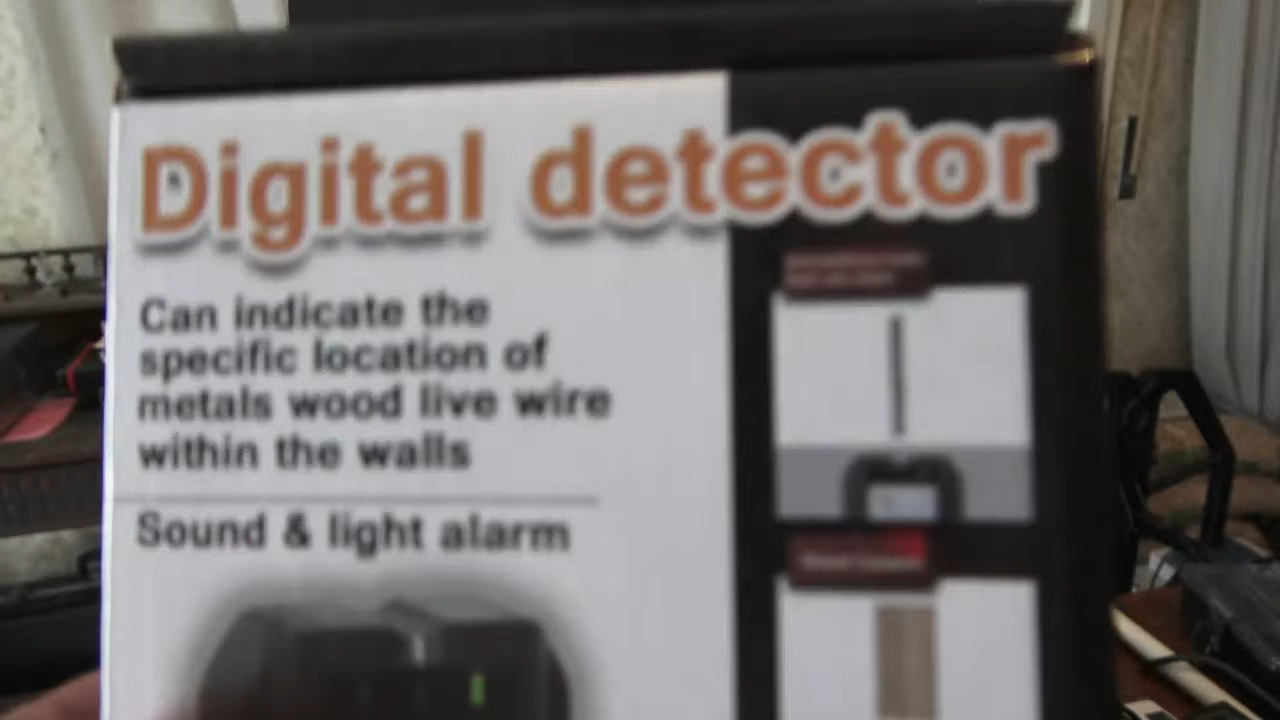 Digital detector
Can indicate the
specific location of
metals wood live wire
within the walls
Sound & light alarm